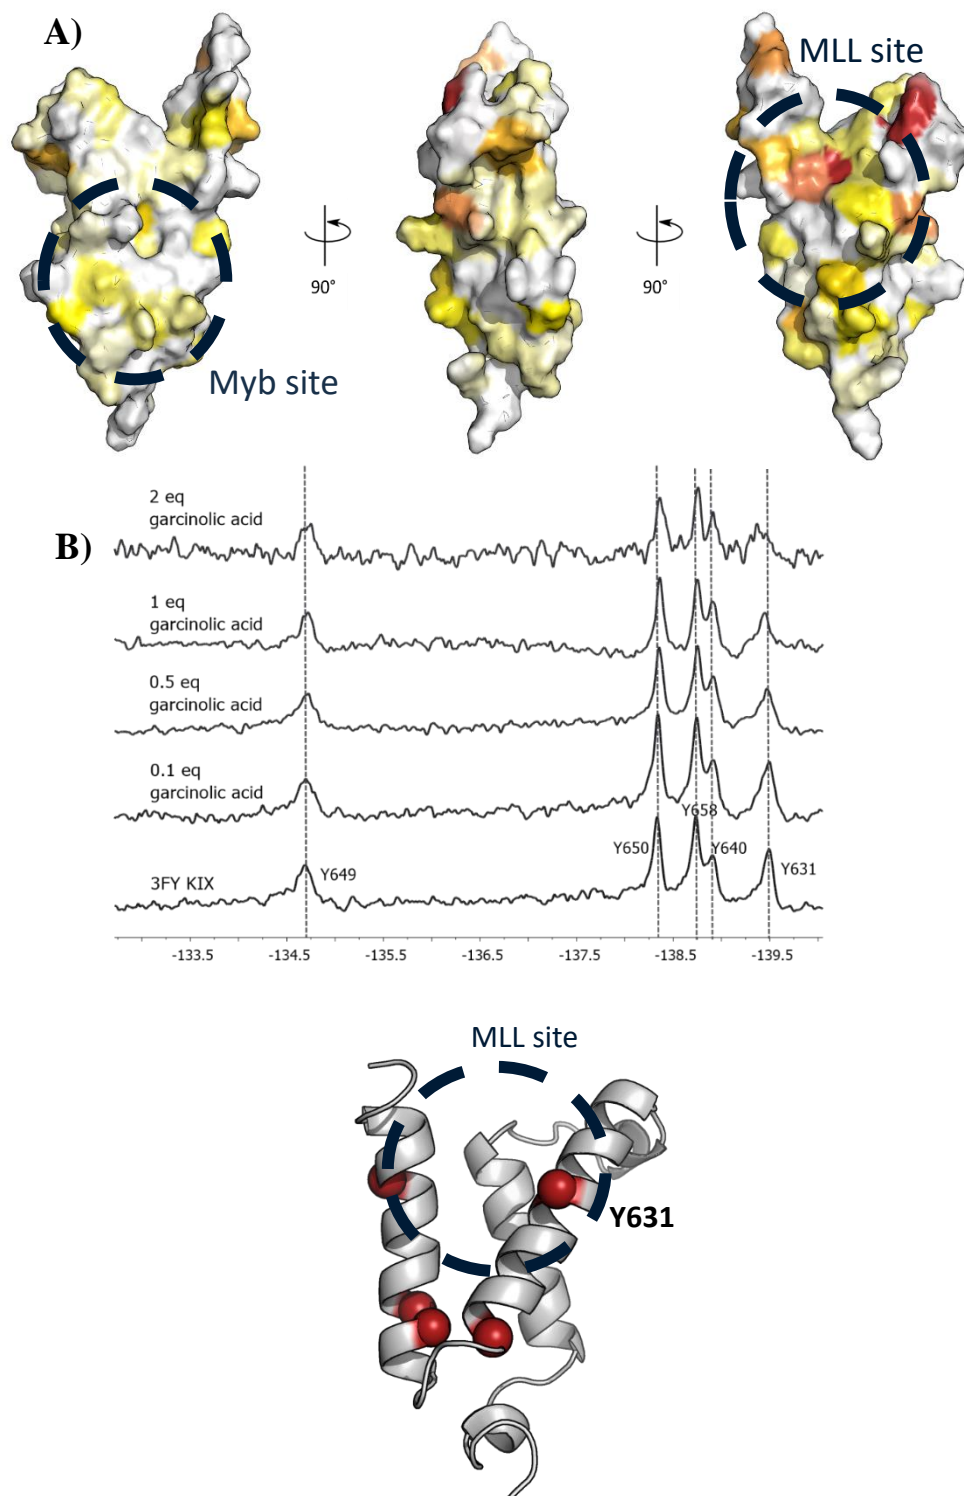 A)
MLL site
90°
90°
Myb site
B)
2 eq
garcinolic acid
1 eq
garcinolic acid
0.5 eq
garcinolic acid
0.1 eq
garcinolic acid
Y658
Y649
Y650
Y640
Y631
3FY KIX
-133.5
-134.5
-135.5
-136.5
-137.5
-138.5
-139.5
MLL site
Y631